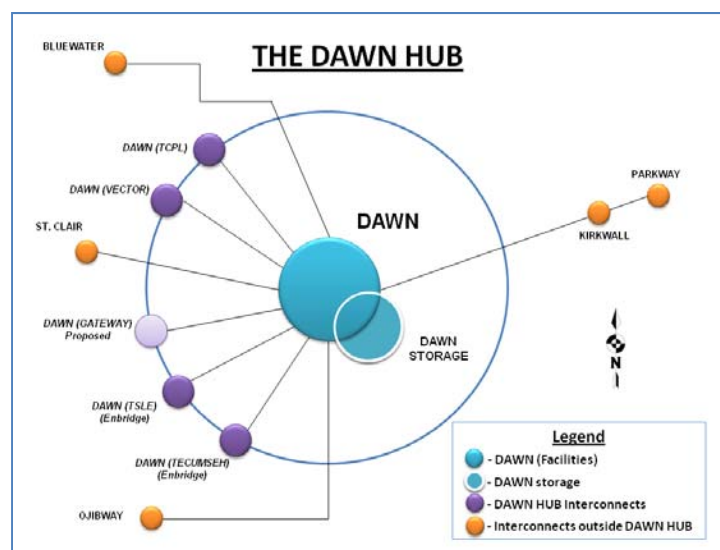 THE DAWN HUB
BLUEWATER
DAWN (TCPL)
DAWN (VECTOR)
ST. CLAIR
DAWN (GATEWAY)
Proposed
DAWN (TSLE)
(Enbridge)
DAWN (TECUMSEH)
(Enbridge)
OJIBWAY
DAWN
DAWN
STORAGE
PARKWAY
KIRKWALL
N
Legend
- DAWN (Facilities)
- DAWN storage
- DAWN HUB Interconnects
- Interconnects outside DAWN HUB